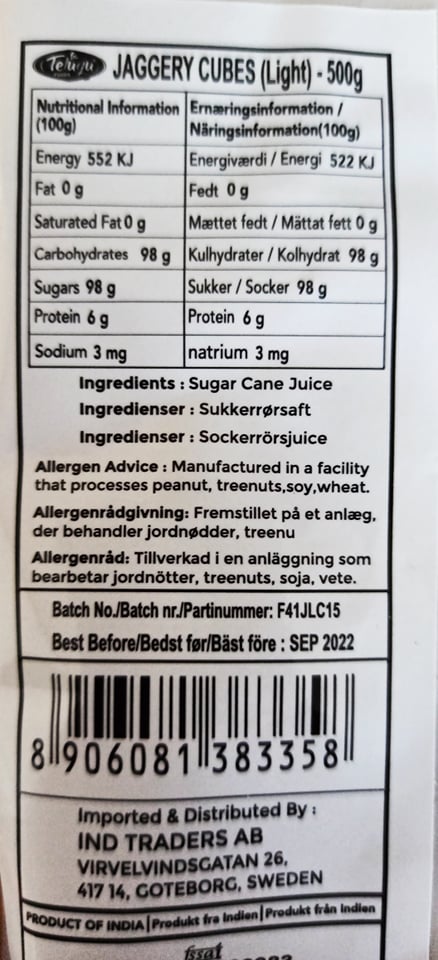 Telugu
FOODS
JAGGERY CUBES (Light) - 500g
Nutritional Information (100g)
Ernæringsinformation / Näringsinformation(100g)
Energy 552 KJ
Energiværdi / Energi 522 KJ
Fat 0 g
Fedt 0 g
Saturated Fat 0 g
Mættet fedt / Mättat fett 0 g
Carbohydrates 98 g
Kulhydrater / Kolhydrat 98 g
Sugars 98 g
Sukker / Socker 98 g
Protein 6 g
Protein 6 g
Sodium 3 mg
natrium 3 mg
Ingredients : Sugar Cane Juice
Ingredienser : Sukkerrørsaft
Ingredienser : Sockerrörsjuice
Allergen Advice : Manufactured in a facility
that processes peanut, treenuts,soy,wheat.
Allergenrådgivning: Fremstillet på et anlæg,
der behandler jordnødder, treenu
Allergenråd: Tillverkad i en anläggning som
bearbetar jordnötter, treenuts, soja, vete.
Batch No./Batch nr./Partinummer: F41JLC15
Best Before/Bedst før/Bäst före : SEP 2022
8 906081 383358
Imported & Distributed By :
IND TRADERS AB
VIRVELVINDSGATAN 26,
417 14, GOTEBORG, SWEDEN
PRODUCT OF INDIA | Produkt fra Indien | Produkt från Indien
fssat